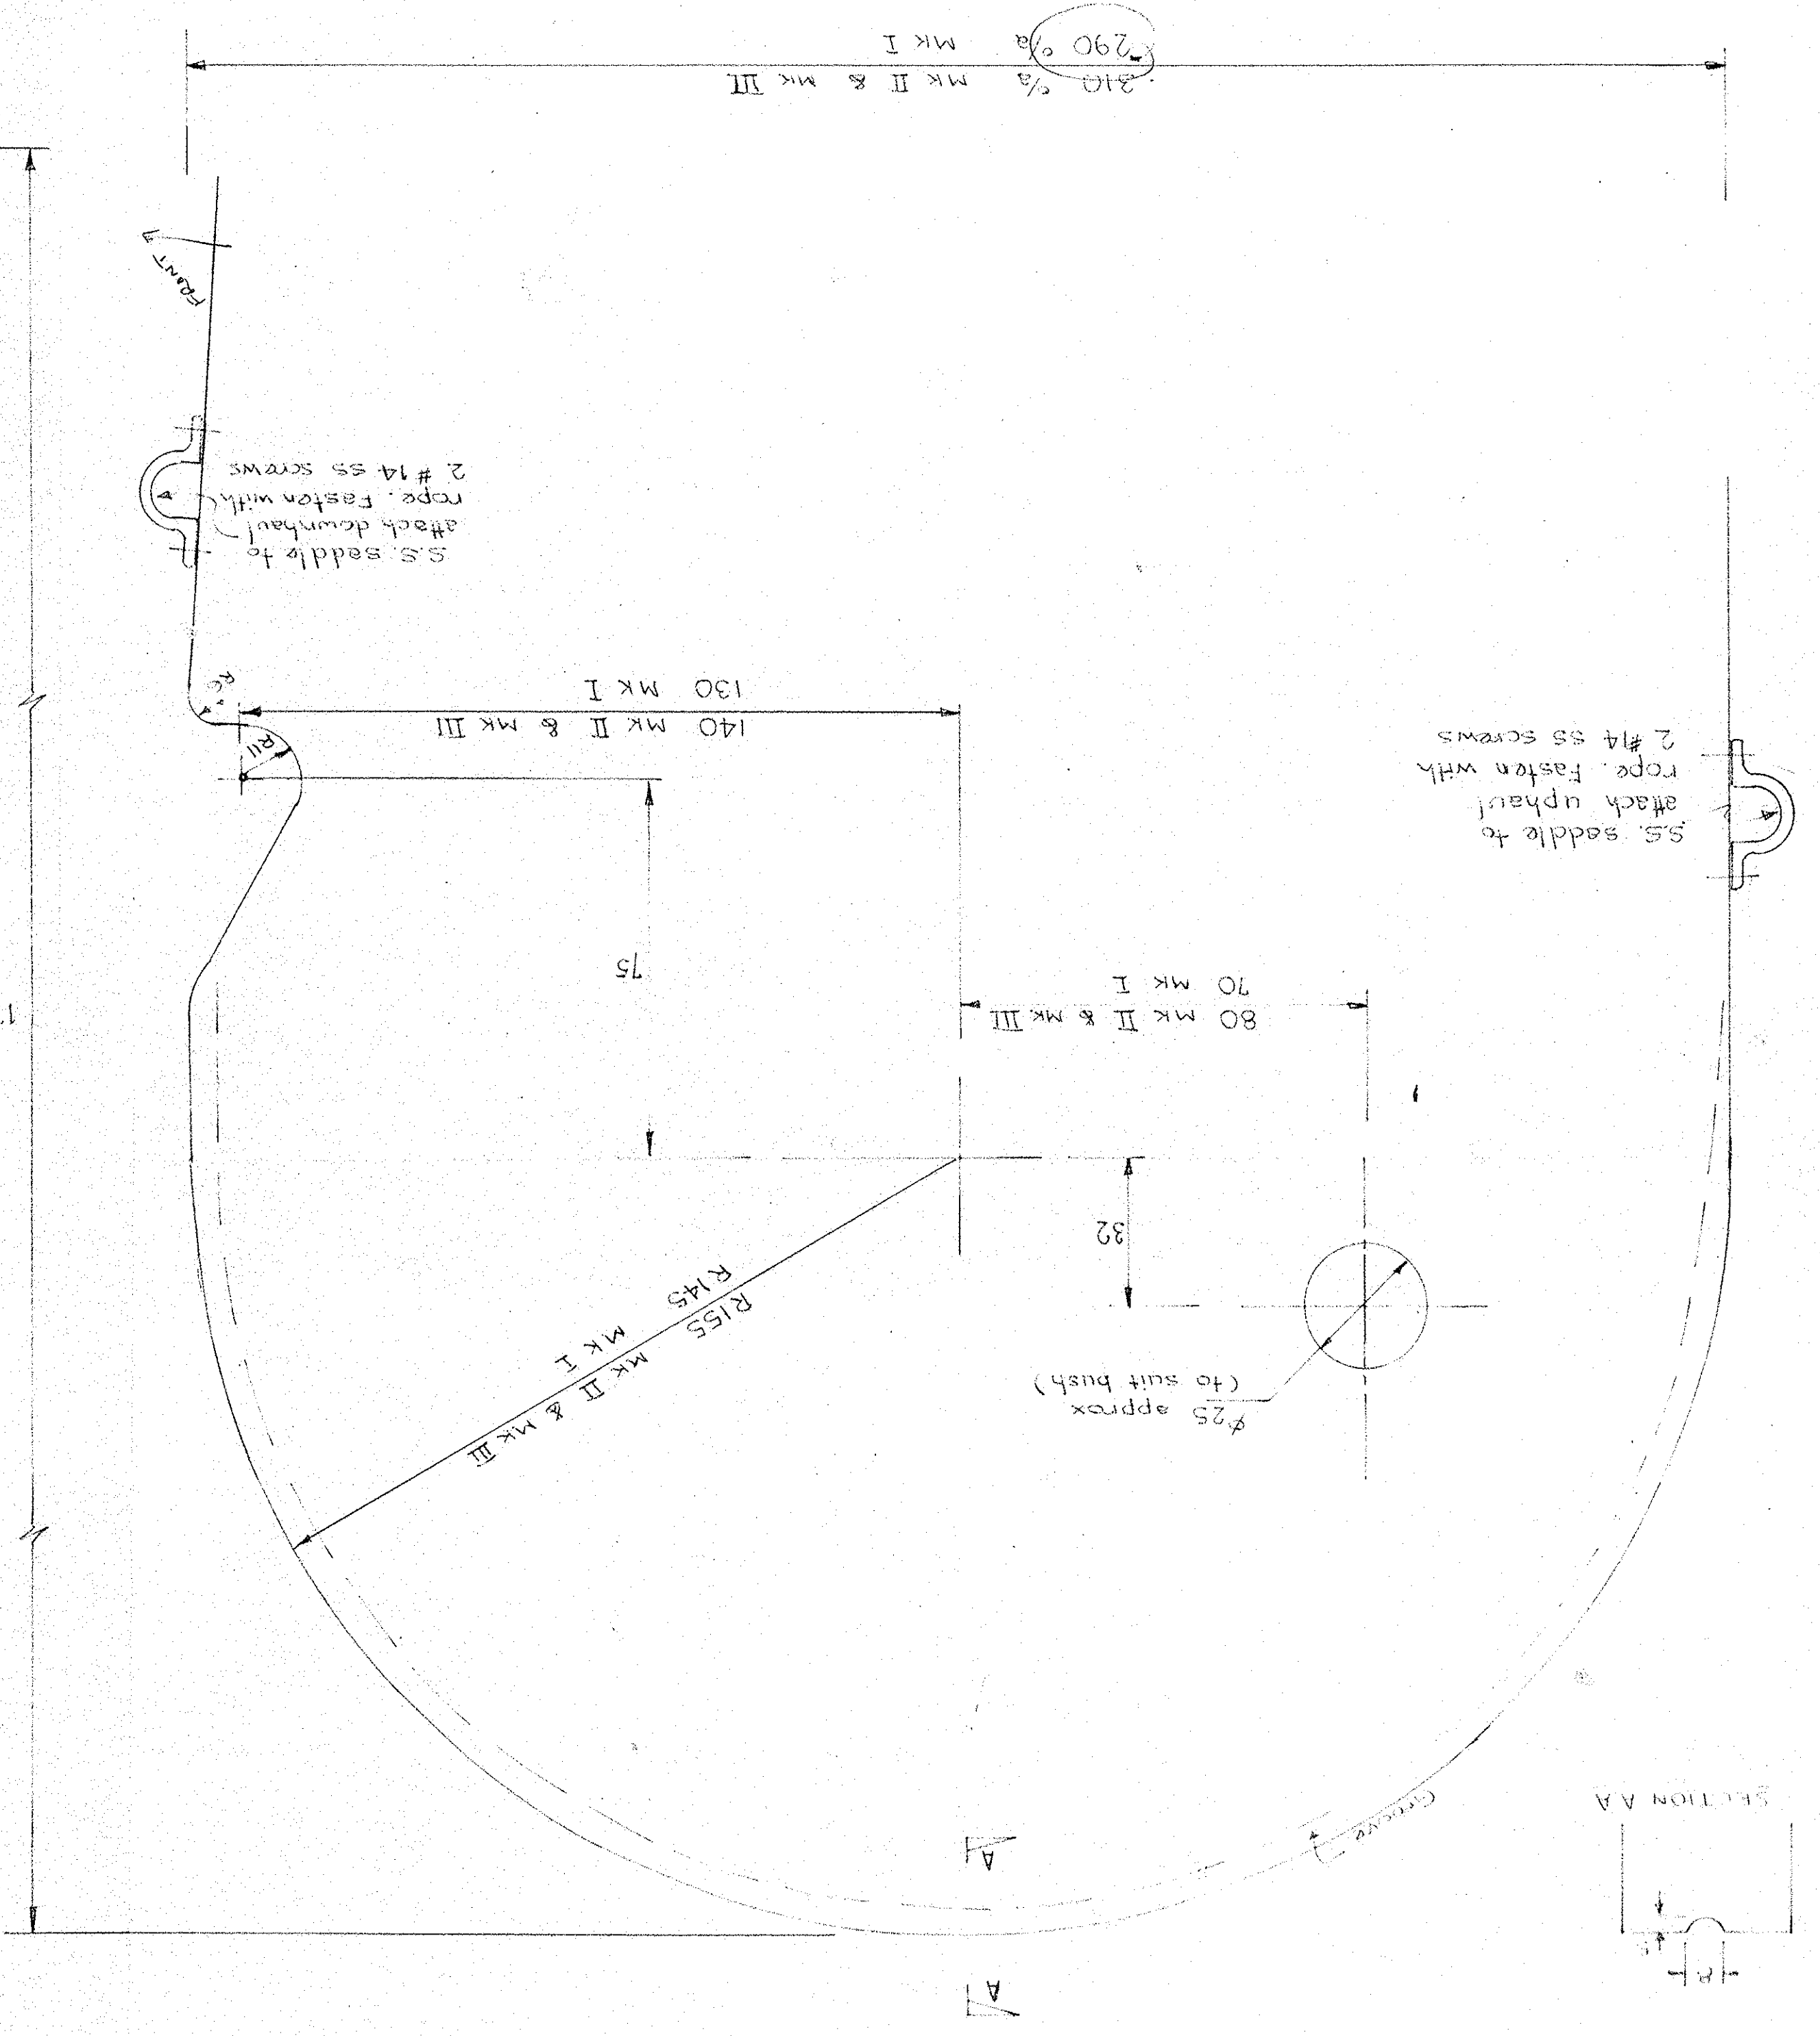 A
8
SECTION AA
A
Groove
Ø25 approx
(to suit bush)
R155 MK II & MK III
R145 MK I
32
80 MK II & MK III
70 MK I
75
S.S. saddle to
attach uphaul
rope. Fasten with
2 #14 SS screws
R11
140 MK II & MK III
130 MK I
R6
S.S. saddle to
attach downhaul
rope. Fasten with
2 #14 SS screws
FRONT
310 o/a MK II & MK III
290 o/a MK I